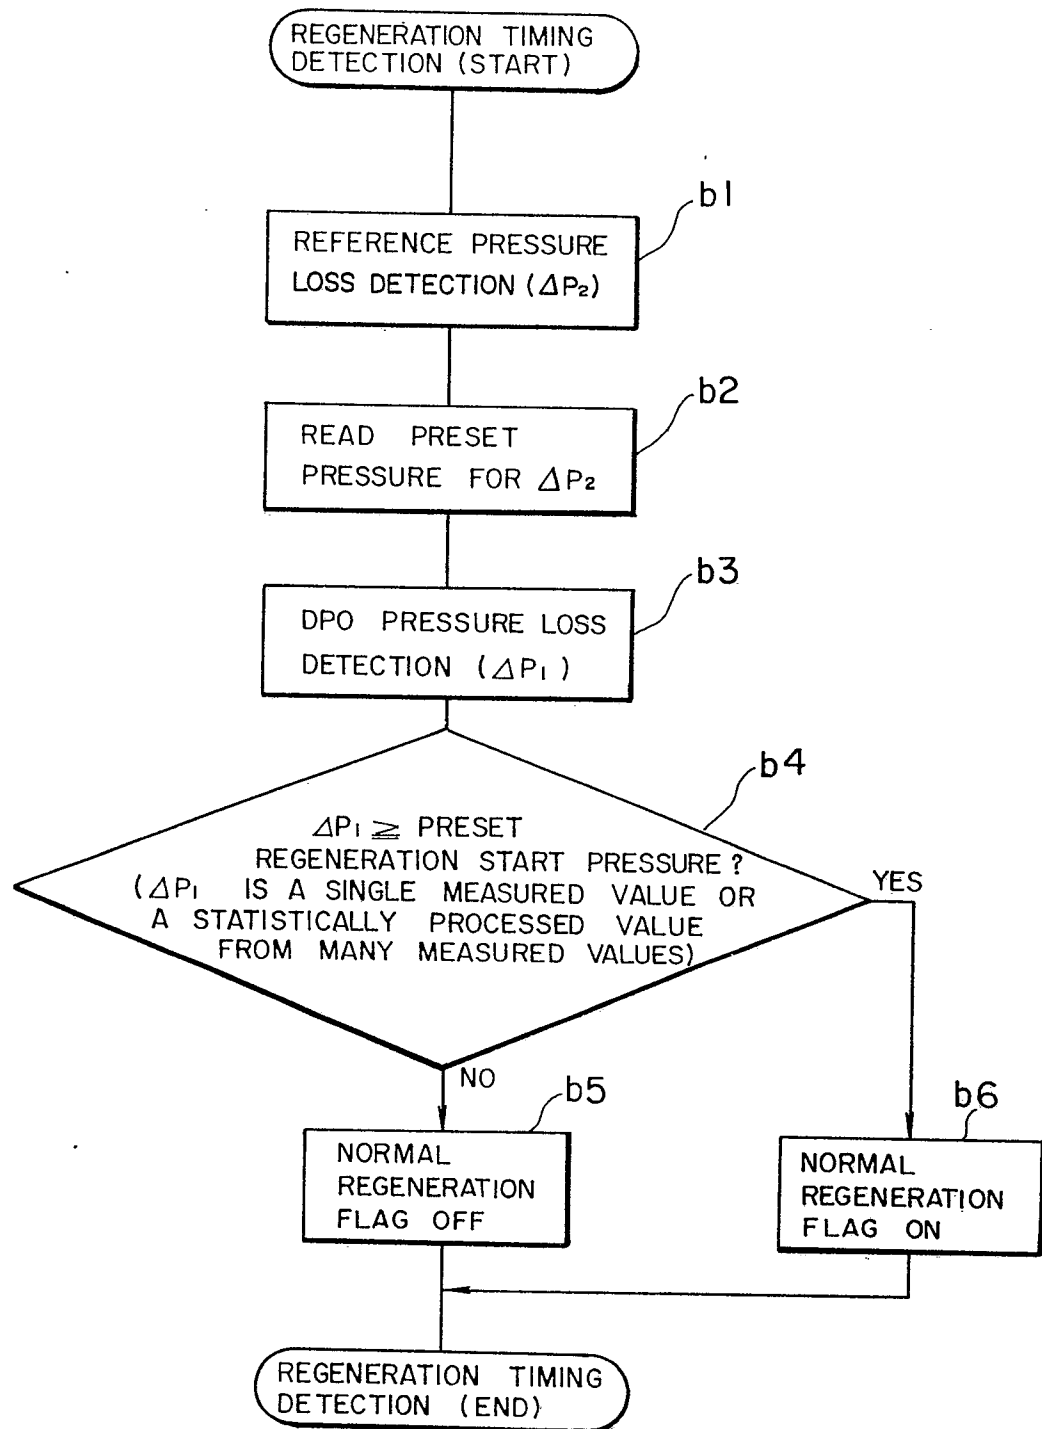 REGENERATION TIMING
DETECTION (START)
b1
REFERENCE PRESSURE
LOSS DETECTION (ΔP₂)
b2
READ PRESET
PRESSURE FOR ΔP₂
b3
DPO PRESSURE LOSS
DETECTION (ΔP₁)
b4
ΔP₁ ≧ PRESET
REGENERATION START PRESSURE?
(ΔP₁ IS A SINGLE MEASURED VALUE OR
A STATISTICALLY PROCESSED VALUE
FROM MANY MEASURED VALUES)
YES
NO
b5
NORMAL
REGENERATION
FLAG OFF
b6
NORMAL
REGENERATION
FLAG ON
REGENERATION TIMING
DETECTION (END)